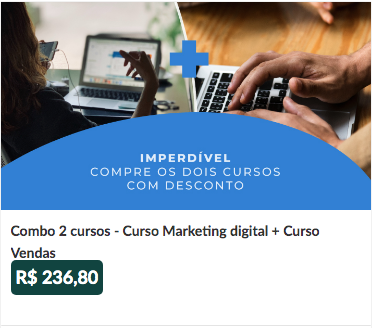 IMPERDÍVEL
COMPRE OS DOIS CURSOS
COM DESCONTO
Combo 2 cursos - Curso Marketing digital + Curso
Vendas
R$ 236,80